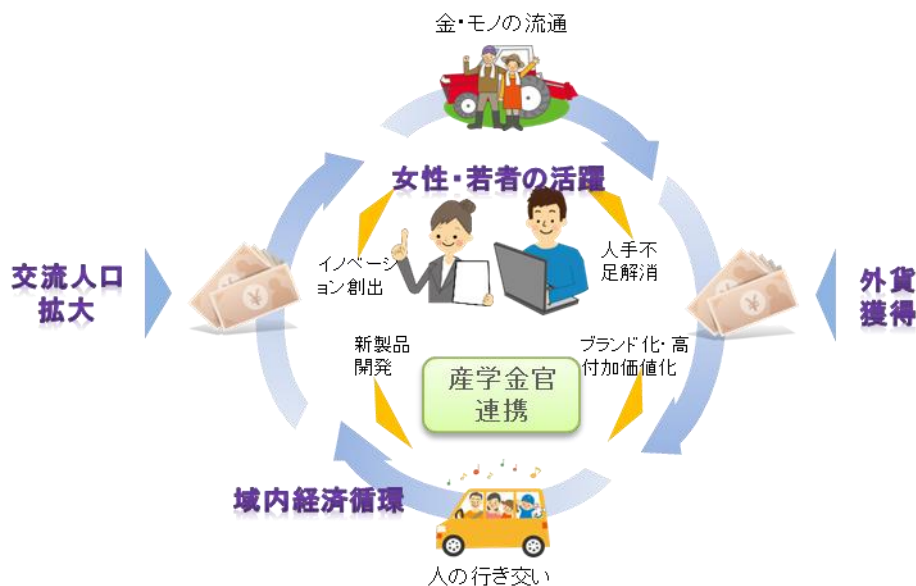 金・モノの流通
女性・若者の活躍
イノベーシ
ョン創出
人手不
足解消
交流人口
拡大
¥
¥
外貨
獲得
新製品
開発
ブランド化・高
付加価値化
産学金官
連携
域内経済循環
人の行き交い